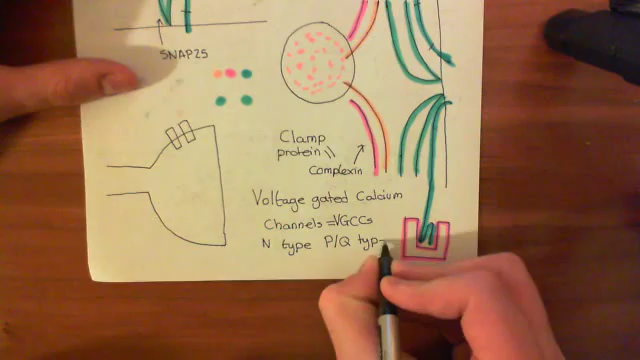 SNAP25
Clamp
protein
Complexin
Voltage gated Calcium
Channels = VGCCs
N type P/Q typ